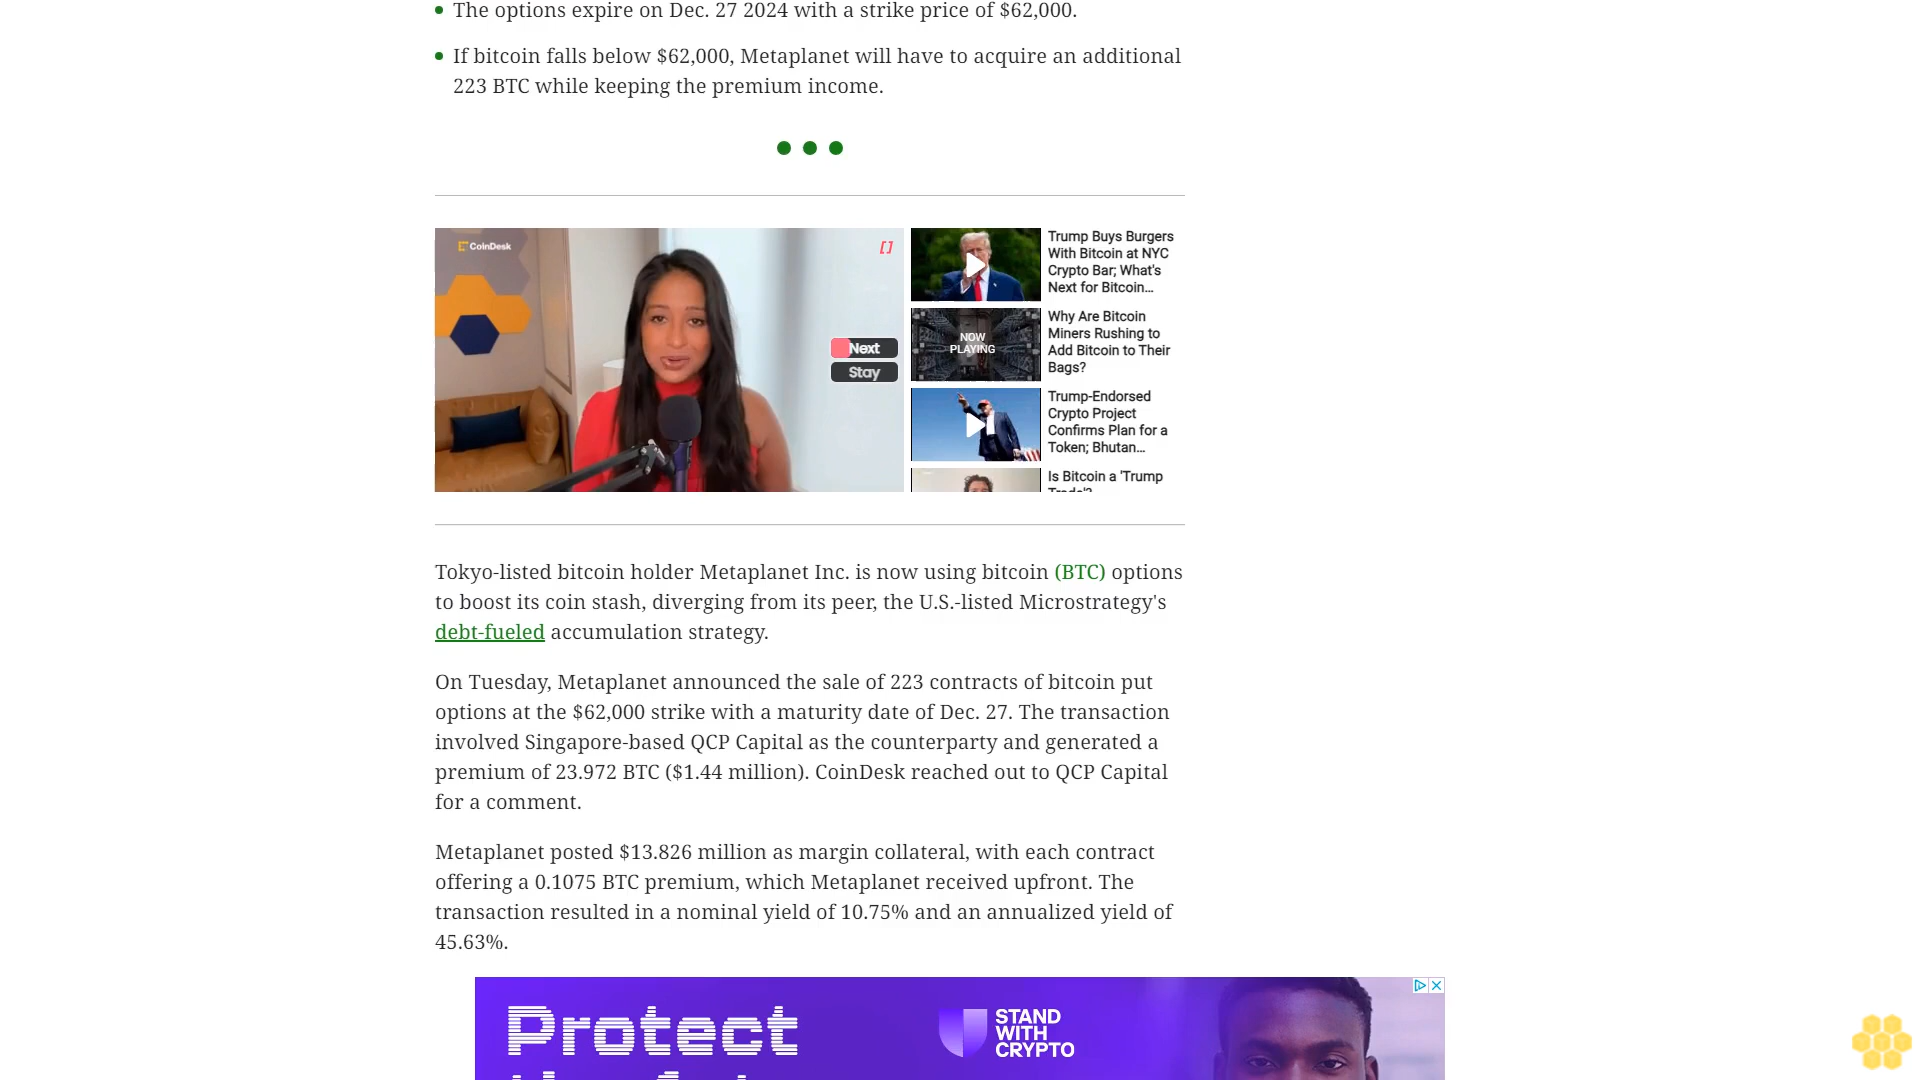 The options expire on Dec. 27 2024 with a strike price of $62,000.
If bitcoin falls below $62,000, Metaplanet will have to acquire an additional
223 BTC while keeping the premium income.
CoinDesk
[]
Next
Stay
Trump Buys Burgers
With Bitcoin at NYC
Crypto Bar; What's
Next for Bitcoin...
NOW
PLAYING
Why Are Bitcoin
Miners Rushing to
Add Bitcoin to Their
Bags?
Trump-Endorsed
Crypto Project
Confirms Plan for a
Token; Bhutan...
Is Bitcoin a 'Trump
Trade'?
Tokyo-listed bitcoin holder Metaplanet Inc. is now using bitcoin (BTC) options
to boost its coin stash, diverging from its peer, the U.S.-listed Microstrategy's
debt-fueled accumulation strategy.
On Tuesday, Metaplanet announced the sale of 223 contracts of bitcoin put
options at the $62,000 strike with a maturity date of Dec. 27. The transaction
involved Singapore-based QCP Capital as the counterparty and generated a
premium of 23.972 BTC ($1.44 million). CoinDesk reached out to QCP Capital
for a comment.
Metaplanet posted $13.826 million as margin collateral, with each contract
offering a 0.1075 BTC premium, which Metaplanet received upfront. The
transaction resulted in a nominal yield of 10.75% and an annualized yield of
45.63%.
Protect
STAND
WITH
CRYPTO